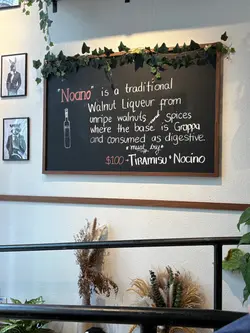 "Nocino" is a traditional
Walnut Liqueur from
unripe walnuts and spices
where the base is Grappa
and consumed as digestive.
*must try*
$100 - TIRAMISU 'Nocino